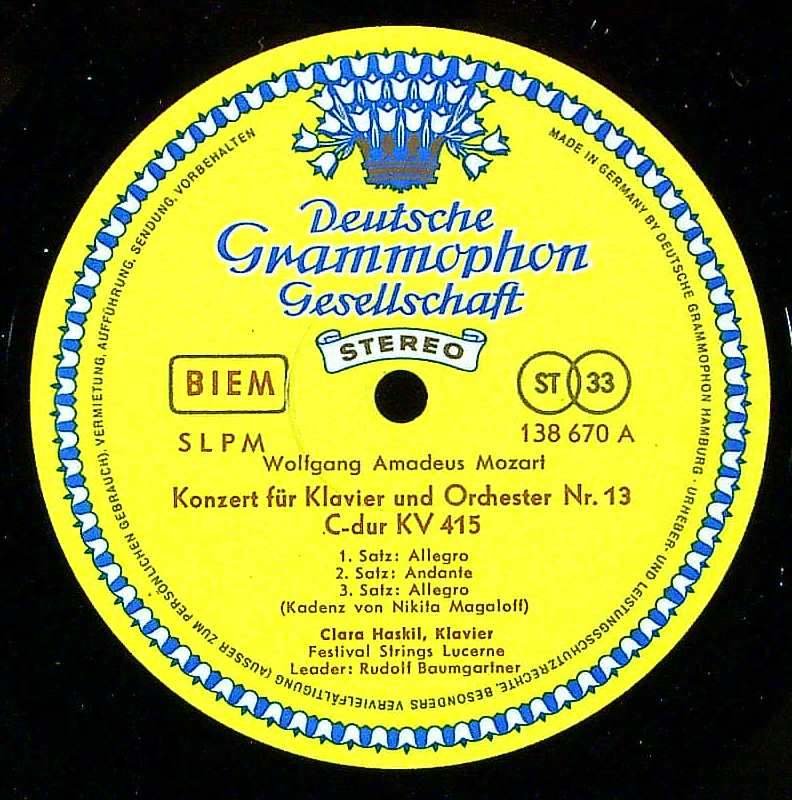 Deutsche
Grammophon
Gesellschaft
STEREO
BIEM
ST 33
SLPM
138 670 A
Wolfgang Amadeus Mozart
Konzert für Klavier und Orchester Nr. 13
C-dur KV 415
1. Satz: Allegro
2. Satz: Andante
3. Satz: Allegro
(Kadenz von Nikita Magaloff)
Clara Haskil, Klavier
Festival Strings Lucerne
Leader: Rudolf Baumgartner
MADE IN GERMANY BY DEUTSCHE GRAMMOPHON HAMBURG · URHEBER- UND LEISTUNGSSCHUTZRECHTE, BESONDERS VERVIELFÄLTIGUNG (AUSSER ZUM PERSÖNLICHEN GEBRAUCH), VERMIETUNG, AUFFÜHRUNG, SENDUNG, VORBEHALTEN